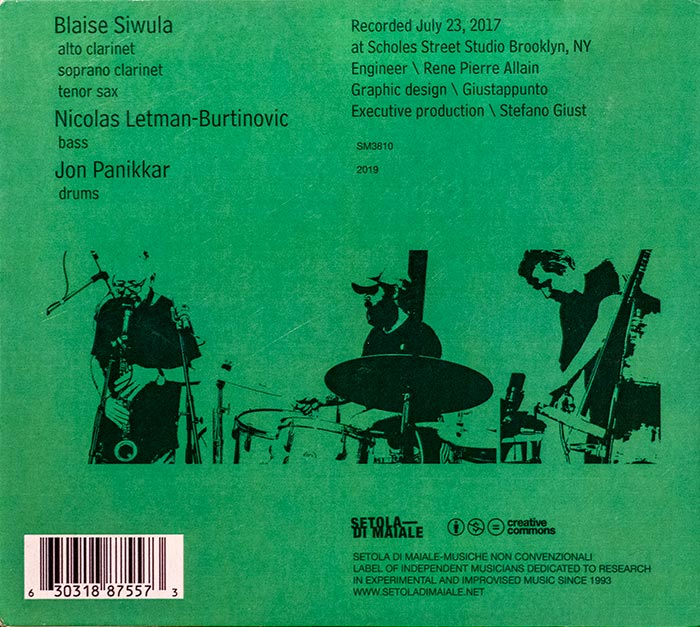 Blaise Siwula
alto clarinet
soprano clarinet
tenor sax
Nicolas Letman-Burtinovic
bass
Jon Panikkar
drums
Recorded July 23, 2017
at Scholes Street Studio Brooklyn, NY
Engineer \ Rene Pierre Allain
Graphic design \ Giustappunto
Executive production \ Stefano Giust
SM3810
2019
SETOLA—
DI MAIALE
creative
commons
SETOLA DI MAIALE-MUSICHE NON CONVENZIONALI
LABEL OF INDEPENDENT MUSICIANS DEDICATED TO RESEARCH
IN EXPERIMENTAL AND IMPROVISED MUSIC SINCE 1993
WWW.SETOLADIMAIALE.NET
6 30318 87557 3